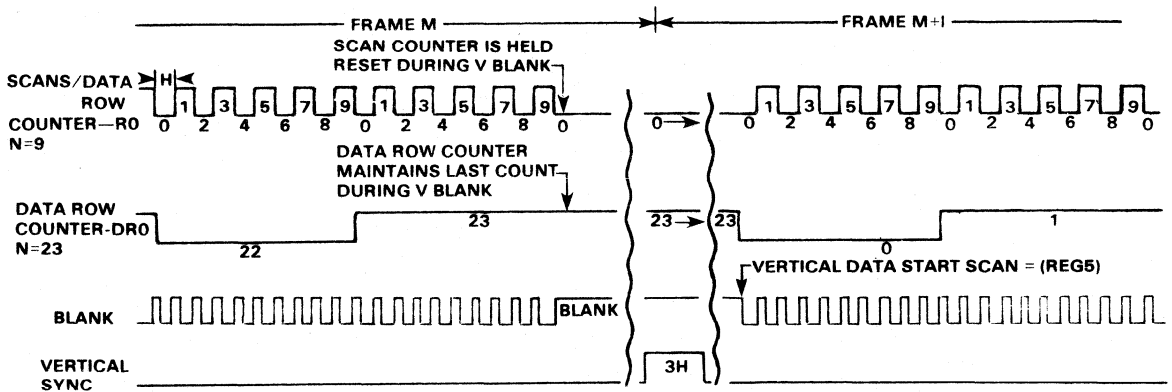 FRAME M
FRAME M+1
SCAN COUNTER IS HELD
RESET DURING V BLANK
SCANS/DATA
ROW
COUNTER—R0
N=9
H
1 3 5 7 9 1 3 5 7 9
0 2 4 6 8 0 2 4 6 8 0
0
1 3 5 7 9 1 3 5 7 9
0 2 4 6 8 0 2 4 6 8 0
DATA ROW COUNTER
MAINTAINS LAST COUNT
DURING V BLANK
DATA ROW
COUNTER-DR0
N=23
22
23
23
23
0
1
VERTICAL DATA START SCAN = (REG5)
BLANK
BLANK
VERTICAL
SYNC
3H